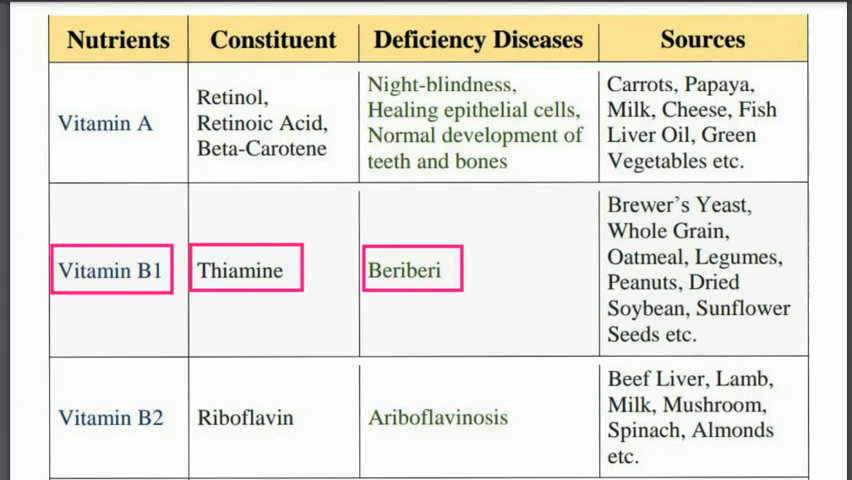 Nutrients Constituent Deficiency Diseases Sources
Vitamin A
Retinol,
Retinoic Acid,
Beta-Carotene
Night-blindness,
Healing epithelial cells,
Normal development of
teeth and bones
Carrots, Papaya,
Milk, Cheese, Fish
Liver Oil, Green
Vegetables etc.
Vitamin B1
Thiamine
Beriberi
Brewer's Yeast,
Whole Grain,
Oatmeal, Legumes,
Peanuts, Dried
Soybean, Sunflower
Seeds etc.
Vitamin B2
Riboflavin
Ariboflavinosis
Beef Liver, Lamb,
Milk, Mushroom,
Spinach, Almonds
etc.